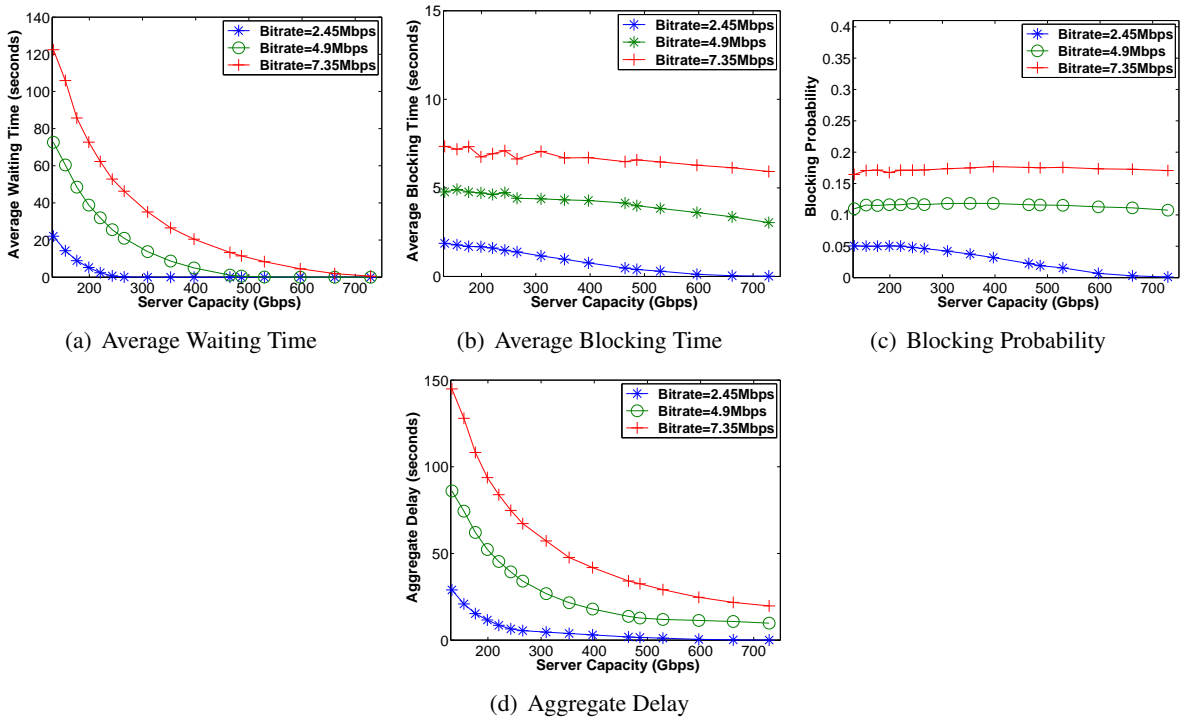 Average Waiting Time (seconds)
140
120
100
80
60
40
20
0
200 300 400 500 600 700
Server Capacity (Gbps)
Bitrate=2.45Mbps
Bitrate=4.9Mbps
Bitrate=7.35Mbps
(a) Average Waiting Time
Average Blocking Time (seconds)
15
10
5
0
200 300 400 500 600 700
Server Capacity (Gbps)
Bitrate=2.45Mbps
Bitrate=4.9Mbps
Bitrate=7.35Mbps
(b) Average Blocking Time
Blocking Probability
0.4
0.35
0.3
0.25
0.2
0.15
0.1
0.05
0
200 300 400 500 600 700
Server Capacity (Gbps)
Bitrate=2.45Mbps
Bitrate=4.9Mbps
Bitrate=7.35Mbps
(c) Blocking Probability
Aggregate Delay (seconds)
150
100
50
0
200 300 400 500 600 700
Server Capacity (Gbps)
Bitrate=2.45Mbps
Bitrate=4.9Mbps
Bitrate=7.35Mbps
(d) Aggregate Delay